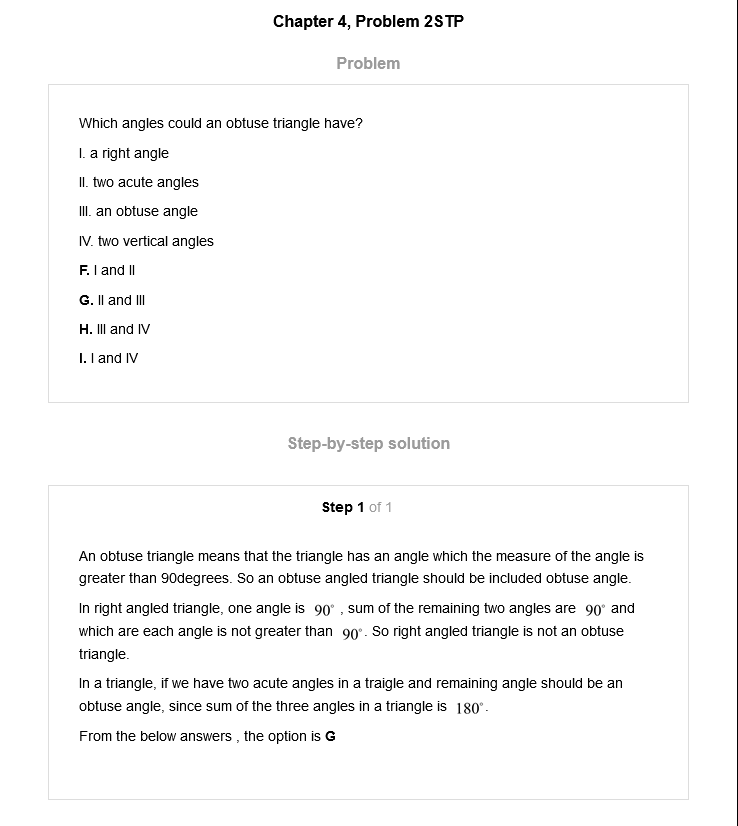 Chapter 4, Problem 2STP
Problem
Which angles could an obtuse triangle have?
I. a right angle
II. two acute angles
III. an obtuse angle
IV. two vertical angles
F. I and II
G. II and III
H. III and IV
I. I and IV
Step-by-step solution
Step 1 of 1
An obtuse triangle means that the triangle has an angle which the measure of the angle is
greater than 90degrees. So an obtuse angled triangle should be included obtuse angle.
In right angled triangle, one angle is 90° , sum of the remaining two angles are 90° and
which are each angle is not greater than 90°. So right angled triangle is not an obtuse
triangle.
In a triangle, if we have two acute angles in a traigle and remaining angle should be an
obtuse angle, since sum of the three angles in a triangle is 180°.
From the below answers , the option is G